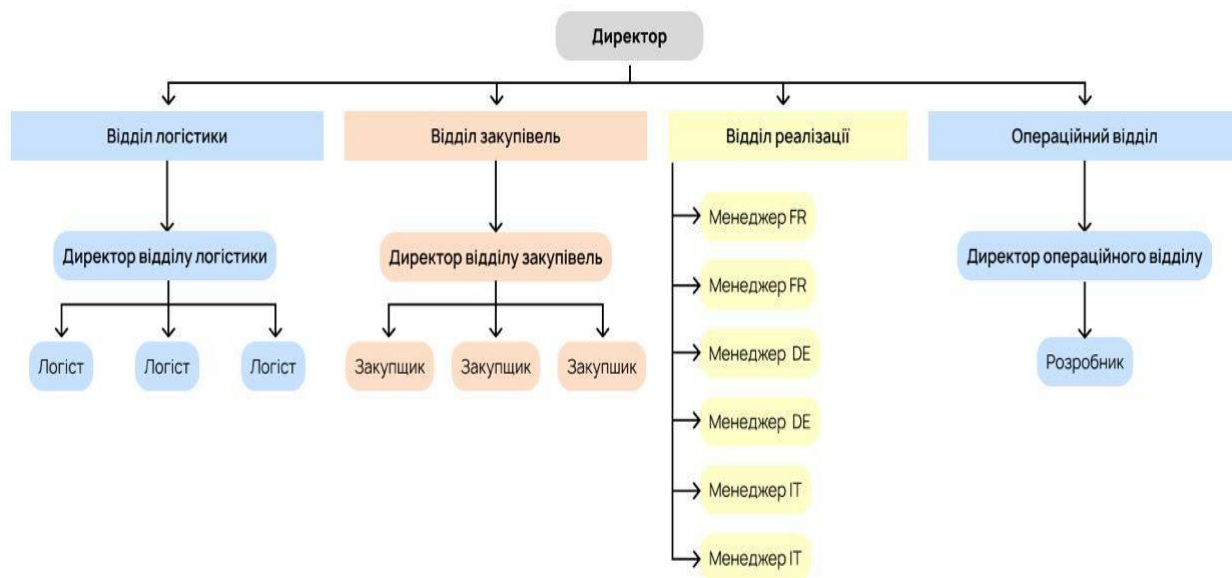 Директор
Відділ логістики
Відділ закупівель
Відділ реалізації
Операційний відділ
Директор відділу логістики
Директор відділу закупівель
Директор операційного відділу
Логіст
Логіст
Логіст
Закупщик
Закупщик
Закупшик
Менеджер FR
Менеджер FR
Менеджер DE
Менеджер DE
Менеджер IT
Менеджер IT
Розробник